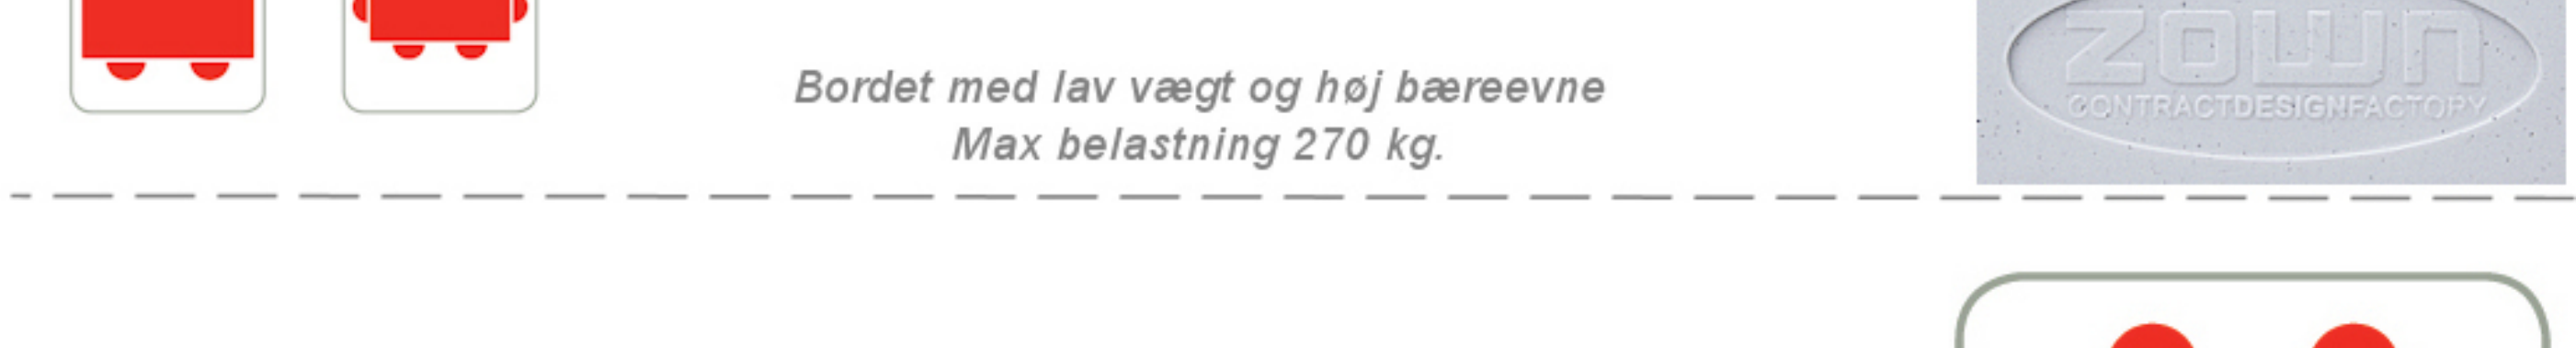 Bordet med lav vægt og høj bæreevne
Max belastning 270 kg.
ZOWN
CONTRACTDESIGNFACTORY